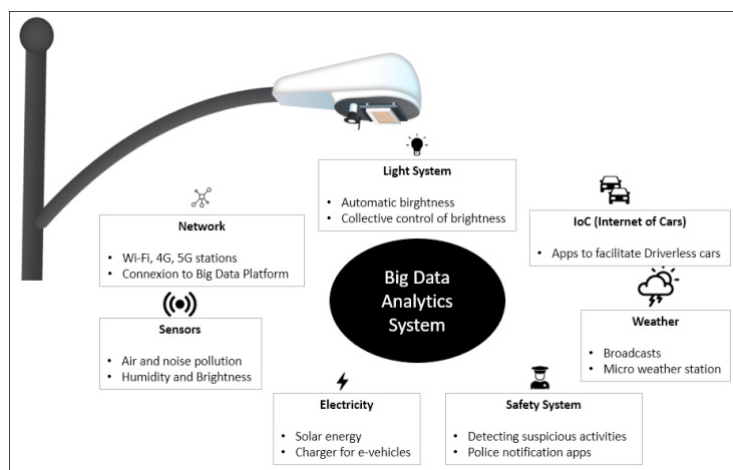 Light System
• Automatic birghtness
• Collective control of brightness
Network
• Wi-Fi, 4G, 5G stations
• Connexion to Big Data Platform
IoC (Internet of Cars)
• Apps to facilitate Driverless cars
Big Data
Analytics
System
Sensors
• Air and noise pollution
• Humidity and Brightness
Weather
• Broadcasts
• Micro weather station
Electricity
• Solar energy
• Charger for e-vehicles
Safety System
• Detecting suspicious activities
• Police notification apps